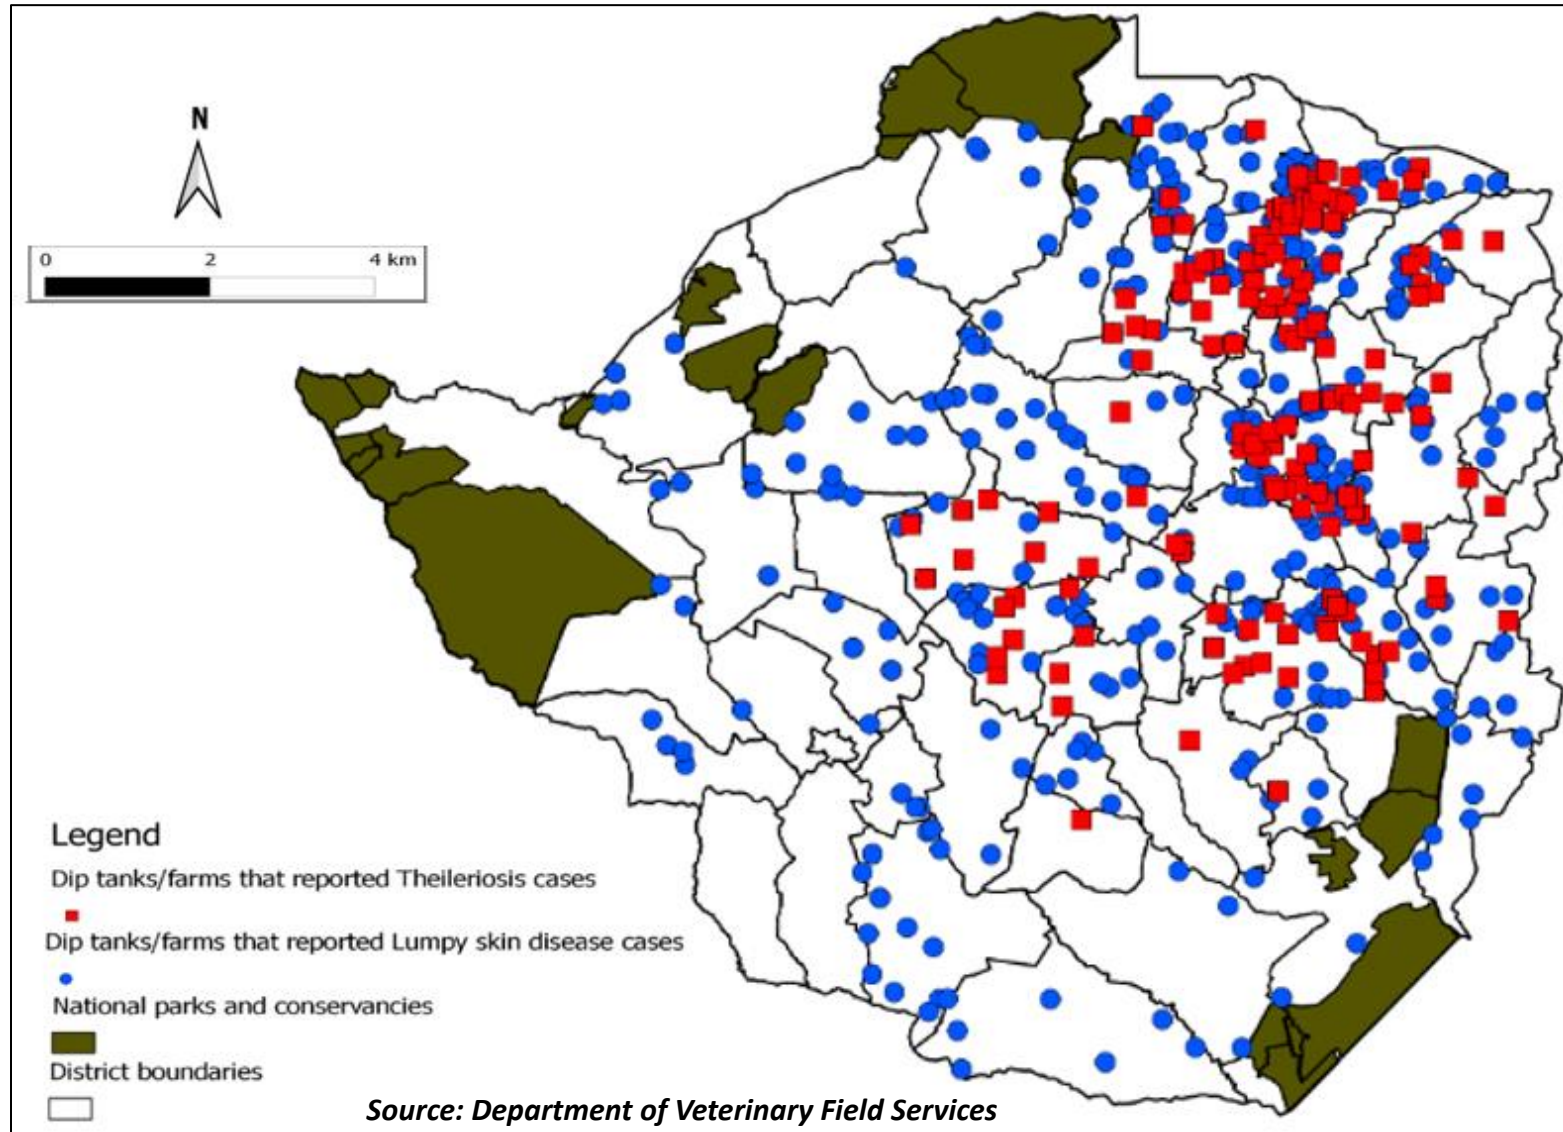 N
0 2 4 km
Legend
Dip tanks/farms that reported Theileriosis cases
Dip tanks/farms that reported Lumpy skin disease cases
National parks and conservancies
District boundaries
Source: Department of Veterinary Field Services